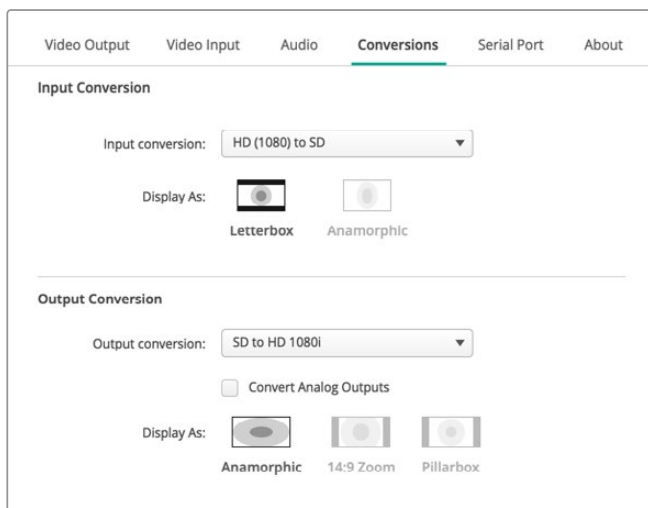 Video Output Video Input Audio Conversions Serial Port About
Input Conversion
Input conversion: HD (1080) to SD
Display As:
Letterbox Anamorphic
Output Conversion
Output conversion: SD to HD 1080i
Convert Analog Outputs
Display As:
Anamorphic 14:9 Zoom Pillarbox